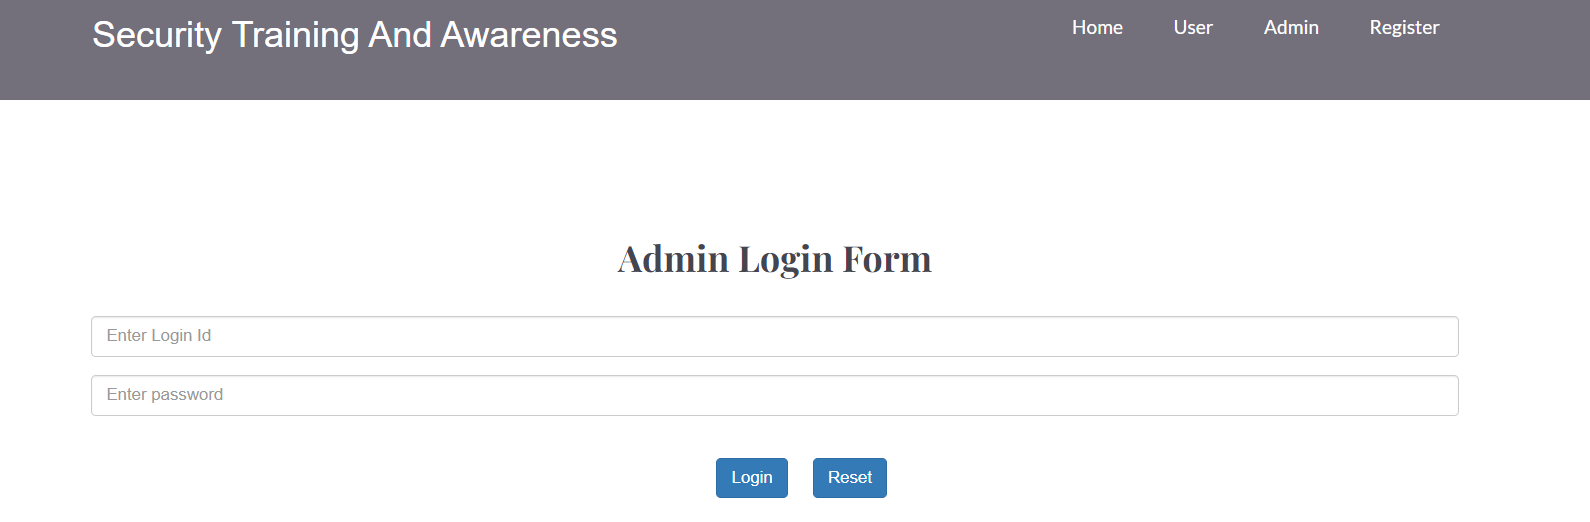 Security Training And Awareness
Home User Admin Register
Admin Login Form
Enter Login Id
Enter password
Login Reset